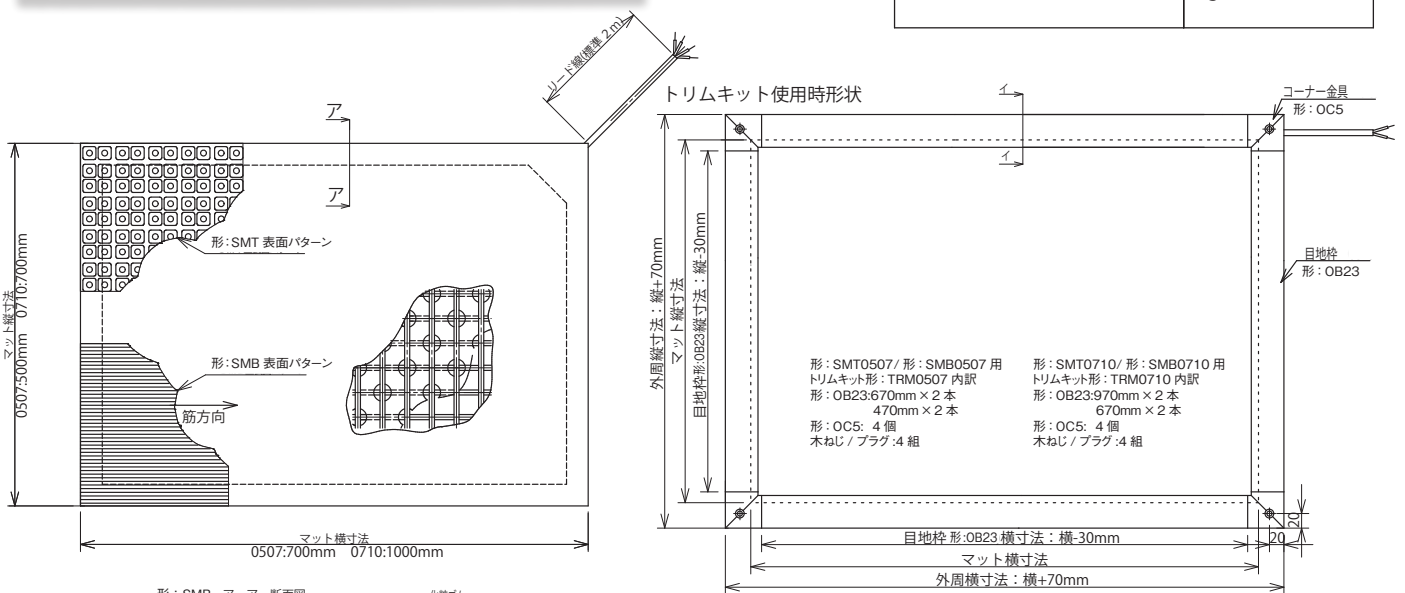 リード線(標準 2m)
ア
ア
形：SMT 表面パターン
形：SMB 表面パターン
筋方向
マット縦寸法
0507:500mm 0710:700mm
マット横寸法
0507:700mm 0710:1000mm
トリムキット使用時形状
イ
イ
コーナー金具
形：OC5
目地枠
形：OB23
外周縦寸法：縦+70mm
マット縦寸法
目地枠形:OB23縦寸法：縦-30mm
形：SMT0507/ 形：SMB0507 用
トリムキット形：TRM0507 内訳
形：OB23:670mm × 2 本
470mm × 2 本
形：OC5: 4 個
木ねじ / プラグ :4 組
形：SMT0710/ 形：SMB0710 用
トリムキット形：TRM0710 内訳
形：OB23:970mm × 2 本
670mm × 2 本
形：OC5: 4 個
木ねじ / プラグ :4 組
20
20
目地枠 形:OB23 横寸法：横-30mm
マット横寸法
外周横寸法：横+70mm